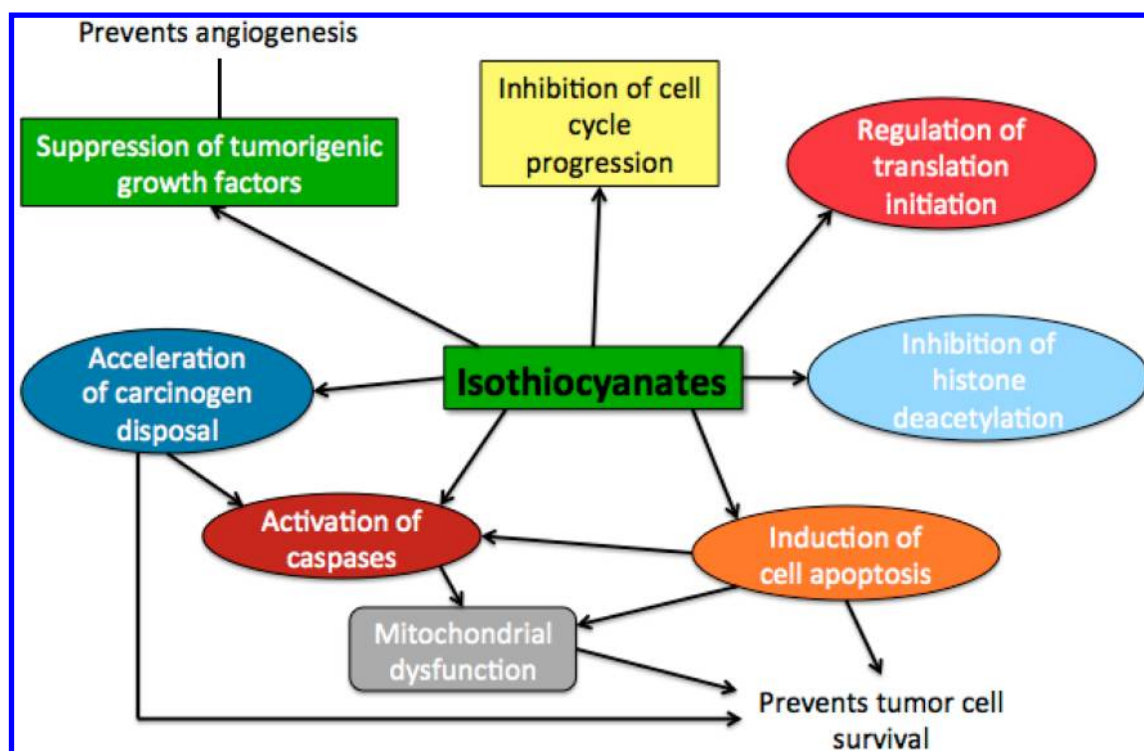 Prevents angiogenesis
Suppression of tumorigenic
growth factors
Inhibition of cell
cycle
progression
Regulation of
translation
initiation
Acceleration
of carcinogen
disposal
Isothiocyanates
Inhibition of
histone
deacetylation
Activation of
caspases
Induction of
cell apoptosis
Mitochondrial
dysfunction
Prevents tumor cell
survival